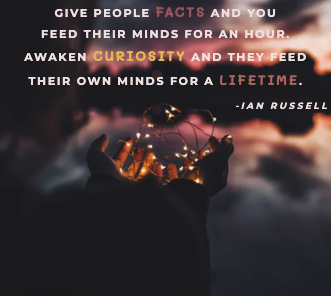 GIVE PEOPLE FACTS AND YOU
FEED THEIR MINDS FOR AN HOUR.
AWAKEN CURIOSITY AND THEY FEED
THEIR OWN MINDS FOR A LIFETIME.
-IAN RUSSELL